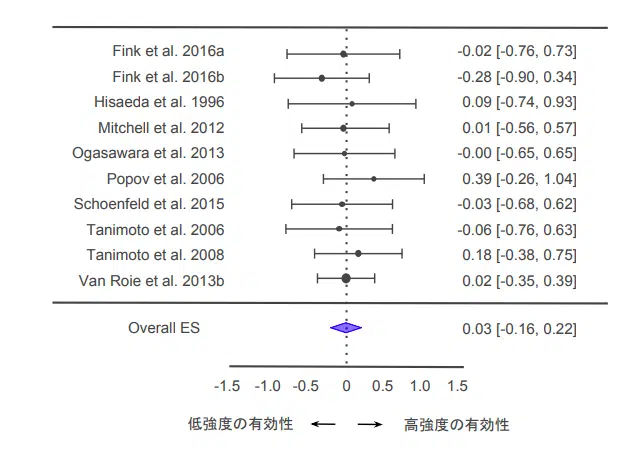 Fink et al. 2016a -0.02 [-0.76, 0.73]
Fink et al. 2016b -0.28 [-0.90, 0.34]
Hisaeda et al. 1996 0.09 [-0.74, 0.93]
Mitchell et al. 2012 0.01 [-0.56, 0.57]
Ogasawara et al. 2013 -0.00 [-0.65, 0.65]
Popov et al. 2006 0.39 [-0.26, 1.04]
Schoenfeld et al. 2015 -0.03 [-0.68, 0.62]
Tanimoto et al. 2006 -0.06 [-0.76, 0.63]
Tanimoto et al. 2008 0.18 [-0.38, 0.75]
Van Roie et al. 2013b 0.02 [-0.35, 0.39]
Overall ES 0.03 [-0.16, 0.22]
-1.5 -1.0 -0.5 0 0.5 1.0 1.5
低強度の有効性 ← → 高強度の有効性